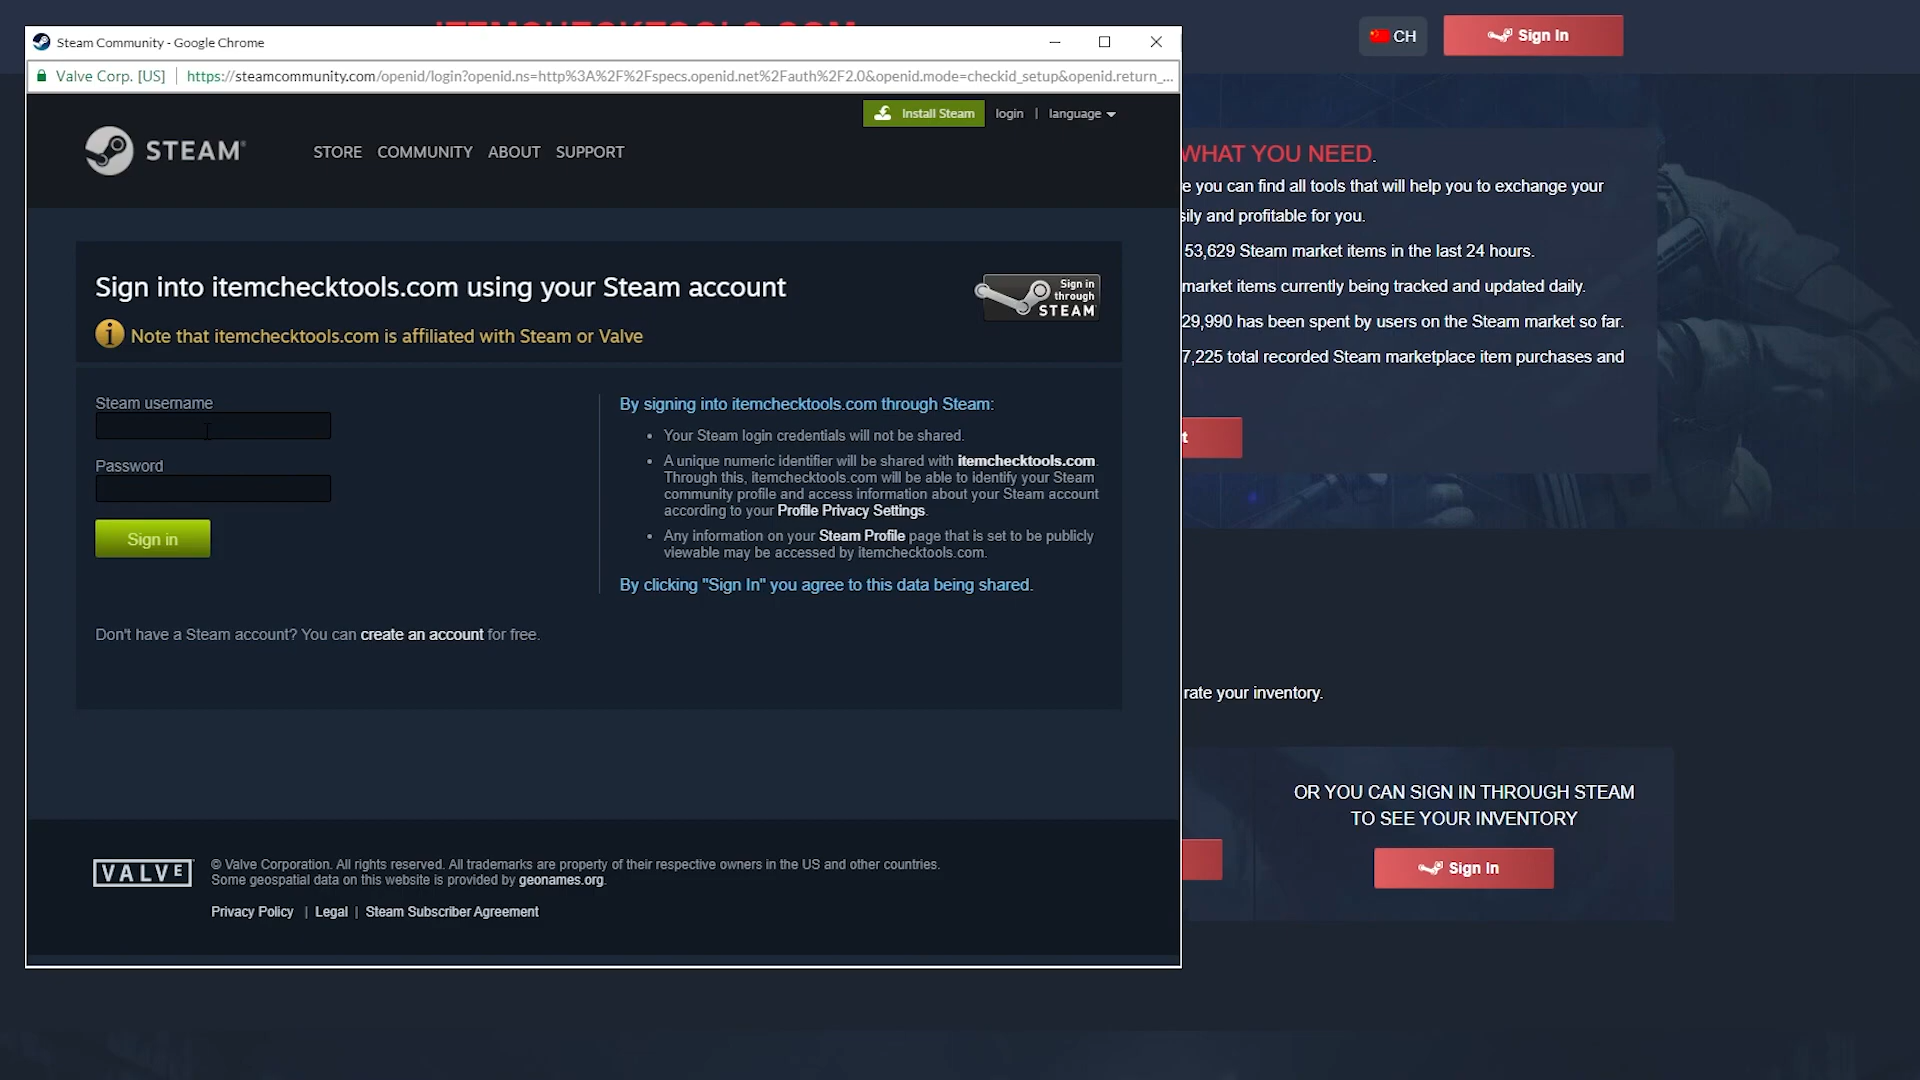 Steam Community - Google Chrome
Valve Corp. [US] https://steamcommunity.com/openid/login?openid.ns=http%3A%2F%2Fspecs.openid.net%2Fauth%2F2.0&openid.mode=checkid_setup&openid.return_...
CH
Sign In
Install Steam login | language
STEAM
STORE COMMUNITY ABOUT SUPPORT
Sign into itemchecktools.com using your Steam account
Sign in
through
STEAM
Note that itemchecktools.com is affiliated with Steam or Valve
Steam username
Password
Sign in
By signing into itemchecktools.com through Steam:
• Your Steam login credentials will not be shared.
• A unique numeric identifier will be shared with itemchecktools.com.
Through this, itemchecktools.com will be able to identify your Steam
community profile and access information about your Steam account
according to your Profile Privacy Settings.
• Any information on your Steam Profile page that is set to be publicly
viewable may be accessed by itemchecktools.com.
By clicking "Sign In" you agree to this data being shared.
Don't have a Steam account? You can create an account for free.
VALVE
© Valve Corporation. All rights reserved. All trademarks are property of their respective owners in the US and other countries.
Some geospatial data on this website is provided by geonames.org.
Privacy Policy | Legal | Steam Subscriber Agreement
WHAT YOU NEED.
e you can find all tools that will help you to exchange your
sily and profitable for you.
53,629 Steam market items in the last 24 hours.
market items currently being tracked and updated daily.
29,990 has been spent by users on the Steam market so far.
7,225 total recorded Steam marketplace item purchases and
t
rate your inventory.
OR YOU CAN SIGN IN THROUGH STEAM
TO SEE YOUR INVENTORY
Sign In